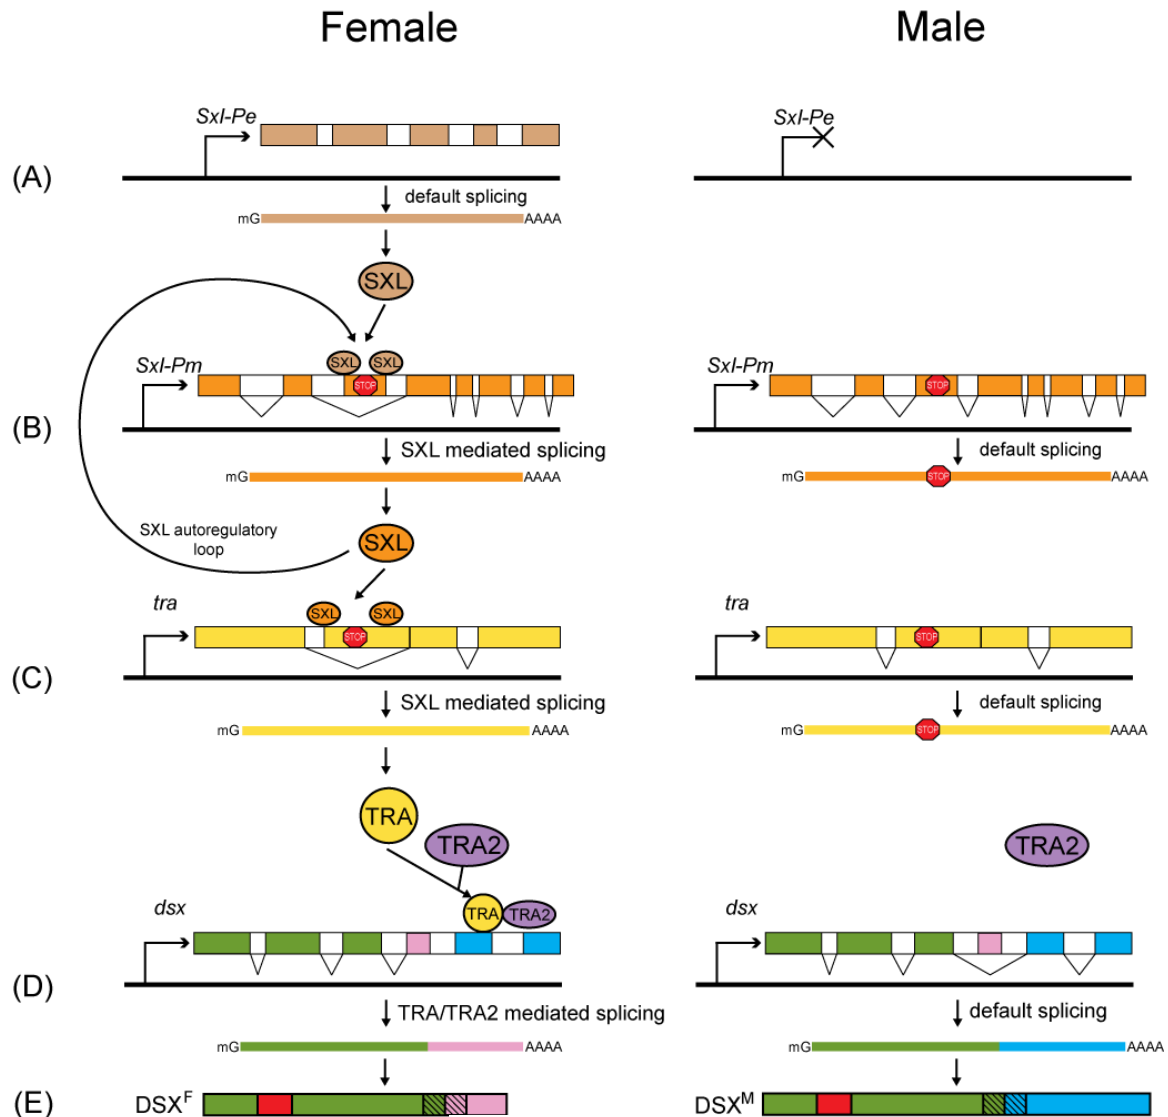 Female Male
Sxl-Pe Sxl-Pe
(A)
default splicing
mG AAAA
SXL
SXL SXL
Sxl-Pm STOP Sxl-Pm STOP
(B)
SXL mediated splicing default splicing
mG AAAA mG STOP AAAA
SXL autoregulatory
loop
SXL
tra SXL SXL tra
STOP STOP
(C)
SXL mediated splicing default splicing
mG AAAA mG STOP AAAA
TRA
TRA2 TRA2
dsx TRA TRA2 dsx
(D)
TRA/TRA2 mediated splicing default splicing
mG AAAA mG AAAA
(E) DSXF DSXM